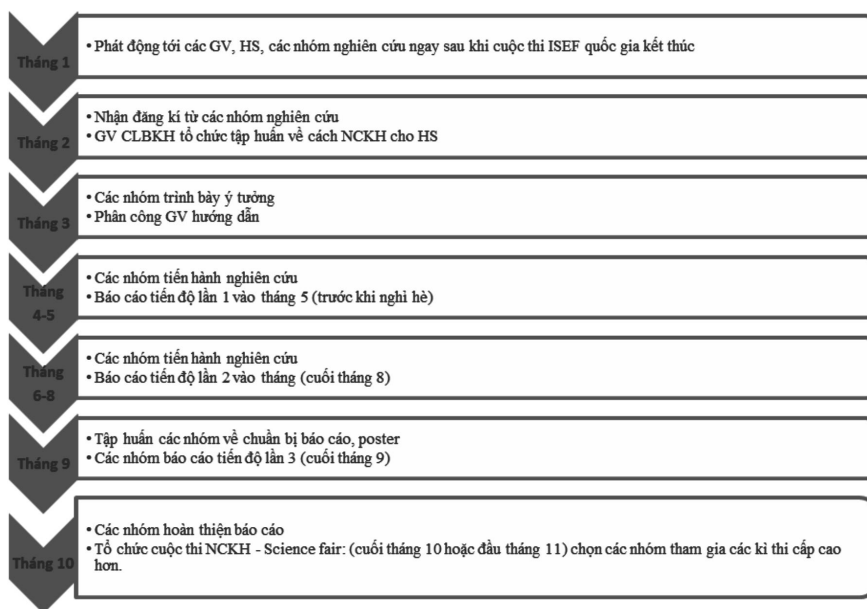 Tháng 1
• Phát động tới các GV, HS, các nhóm nghiên cứu ngay sau khi cuộc thi ISEF quốc gia kết thúc
Tháng 2
• Nhận đăng kí từ các nhóm nghiên cứu
• GV CLBKH tổ chức tập huấn về cách NCKH cho HS
Tháng 3
• Các nhóm trình bày ý tưởng
• Phân công GV hướng dẫn
Tháng
4-5
• Các nhóm tiến hành nghiên cứu
• Báo cáo tiến độ lần 1 vào tháng 5 (trước khi nghỉ hè)
Tháng
6-8
• Các nhóm tiến hành nghiên cứu
• Báo cáo tiến độ lần 2 vào tháng (cuối tháng 8)
Tháng 9
• Tập huấn các nhóm về chuẩn bị báo cáo, poster
• Các nhóm báo cáo tiến độ lần 3 (cuối tháng 9)
Tháng 10
• Các nhóm hoàn thiện báo cáo
• Tổ chức cuộc thi NCKH - Science fair: (cuối tháng 10 hoặc đầu tháng 11) chọn các nhóm tham gia các kì thi cấp cao
hơn.